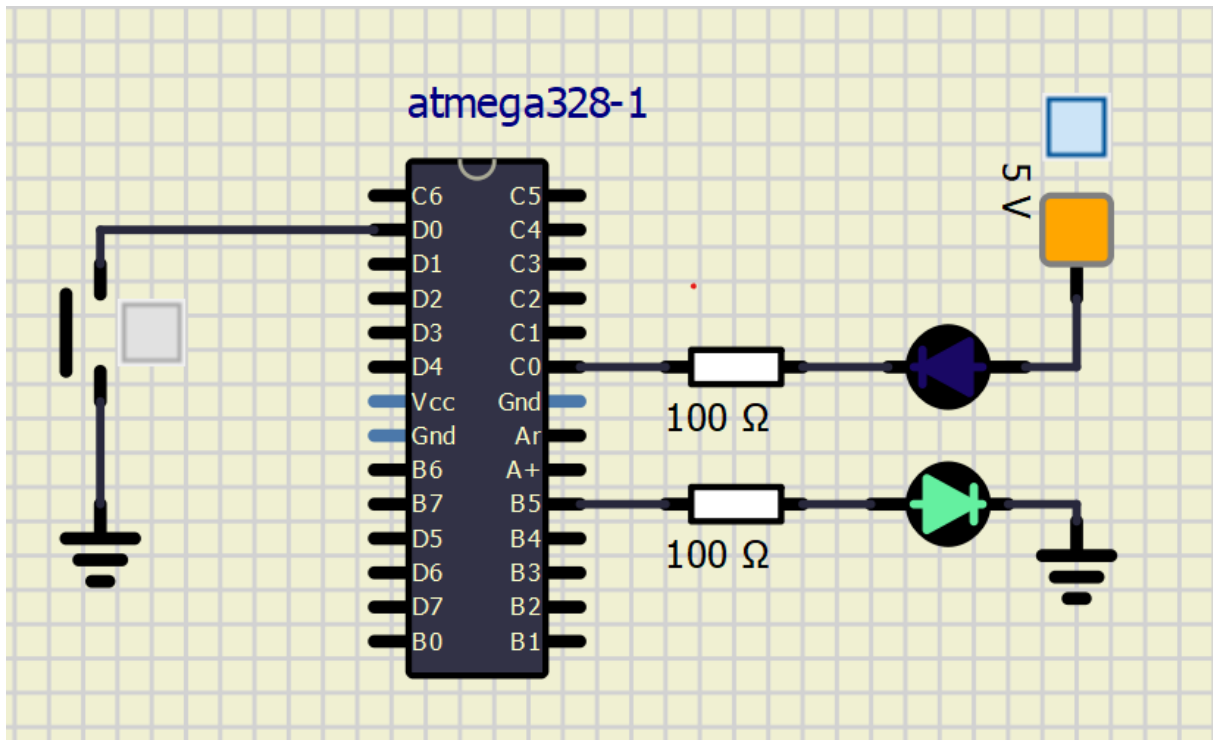 atmega328-1
5 V
C6 C5
D0 C4
D1 C3
D2 C2
D3 C1
D4 C0
Vcc Gnd
Gnd Ar
B6 A+
B7 B5
D5 B4
D6 B3
D7 B2
B0 B1
100 Ω
100 Ω